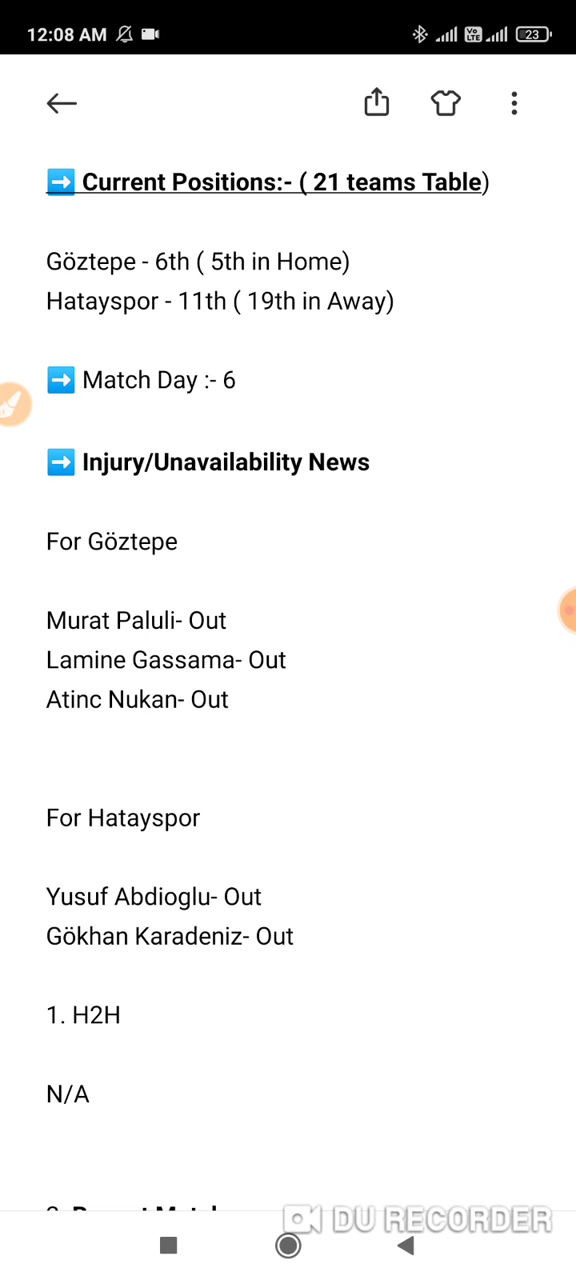 12:08 AM
Vo LTE
23
➡️ Current Positions:- ( 21 teams Table)
Göztepe - 6th ( 5th in Home)
Hatayspor - 11th ( 19th in Away)
➡️ Match Day :- 6
➡️ Injury/Unavailability News
For Göztepe
Murat Paluli- Out
Lamine Gassama- Out
Atinc Nukan- Out
For Hatayspor
Yusuf Abdioglu- Out
Gökhan Karadeniz- Out
1. H2H
N/A
DU RECORDER